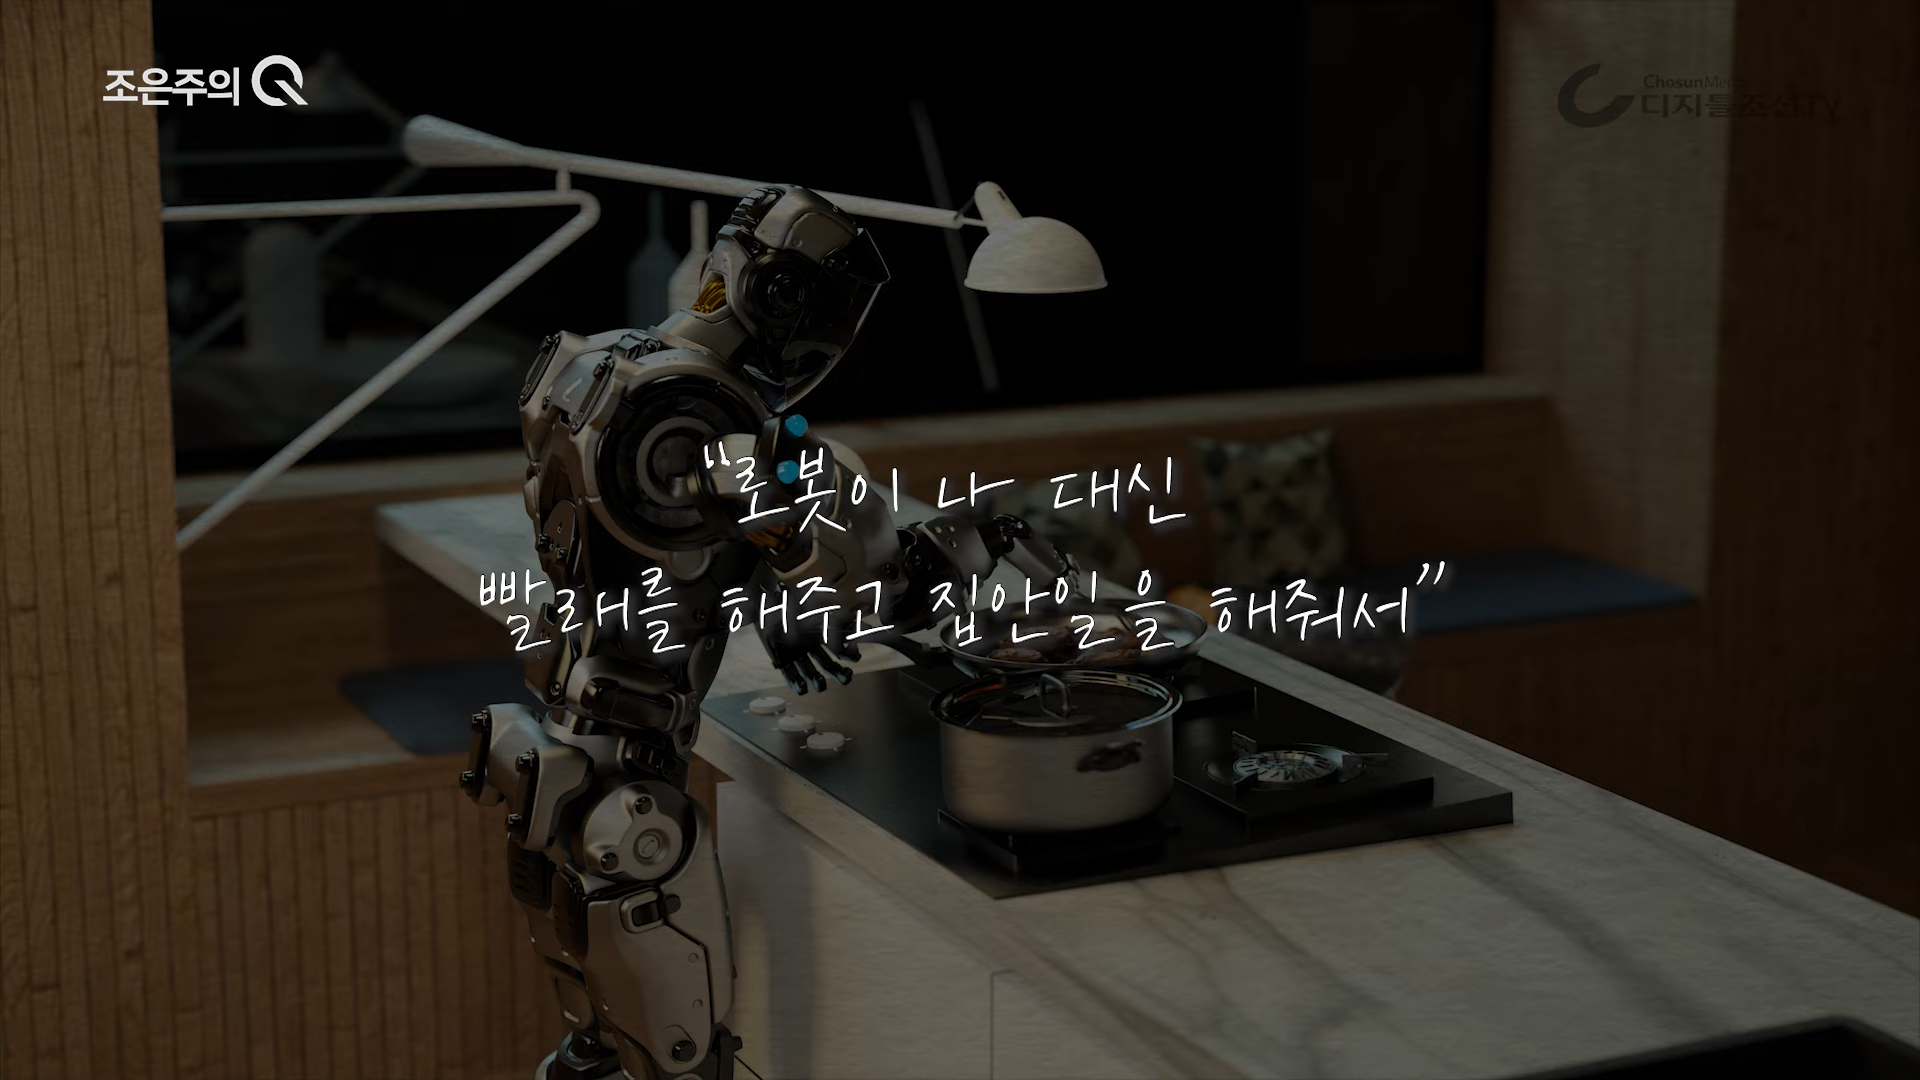 조은주의 Q
ChosunMedia
디지틀조선TV
“로봇이 나 대신
빨래를 해주고 집안일을 해줘서”